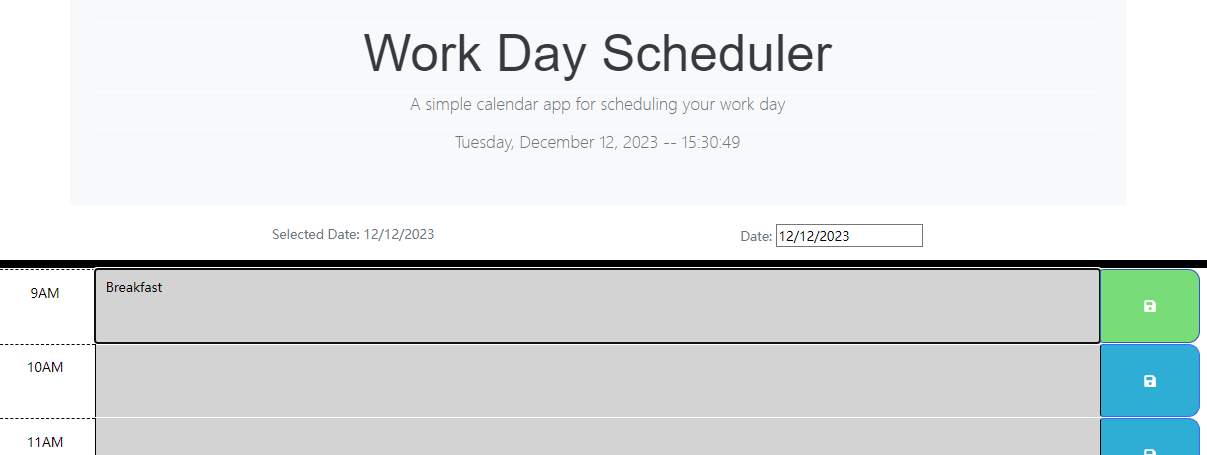 Work Day Scheduler
A simple calendar app for scheduling your work day
Tuesday, December 12, 2023 -- 15:30:49
Selected Date: 12/12/2023
Date: 12/12/2023
9AM
Breakfast
10AM
11AM